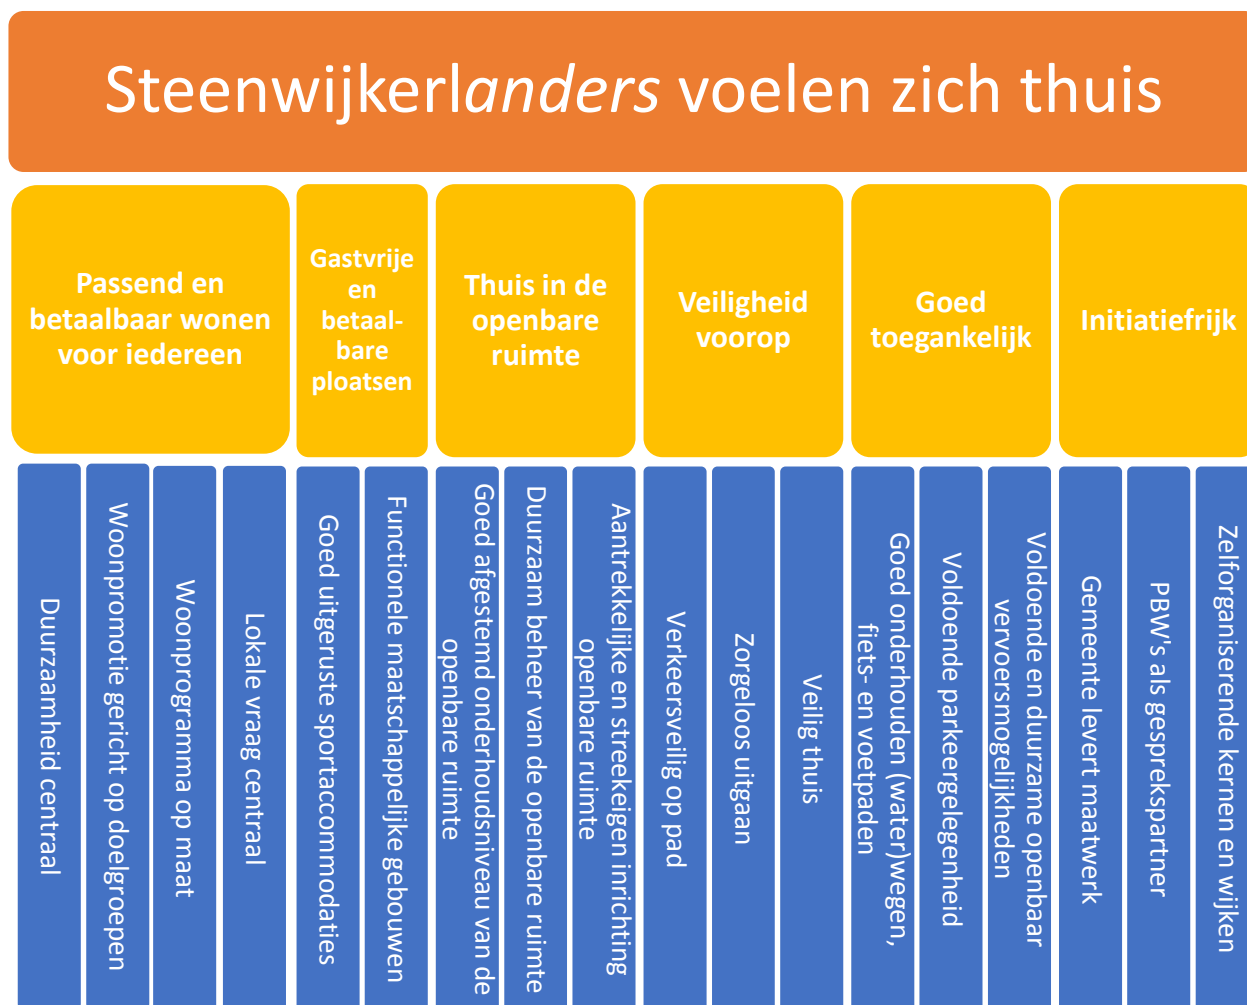 Steenwijkerlanders voelen zich thuis
Passend en
betaalbaar wonen
voor iedereen
Gastvrije
en
betaal-
bare
ploatsen
Thuis in de
openbare
ruimte
Veiligheid
voorop
Goed
toegankelijk
Initiatiefrijk
Duurzaamheid centraal
Woonpromotie gericht op doelgroepen
Woonprogramma op maat
Lokale vraag centraal
Goed uitgeruste sportaccommodaties
Functionele maatschappelijke gebouwen
Goed afgestemd onderhoudsniveau van de
openbare ruimte
Duurzaam beheer van de openbare ruimte
Aantrekkelijke en streekeigen inrichting
openbare ruimte
Verkeersveilig op pad
Zorgeloos uitgaan
Veilig thuis
Goed onderhouden (water)wegen,
fiets- en voetpaden
Voldoende parkeergelegenheid
Voldoende en duurzame openbaar
vervoersmogelijkheden
Gemeente levert maatwerk
PBW's als gesprekspartner
Zelforganiserende kernen en wijken